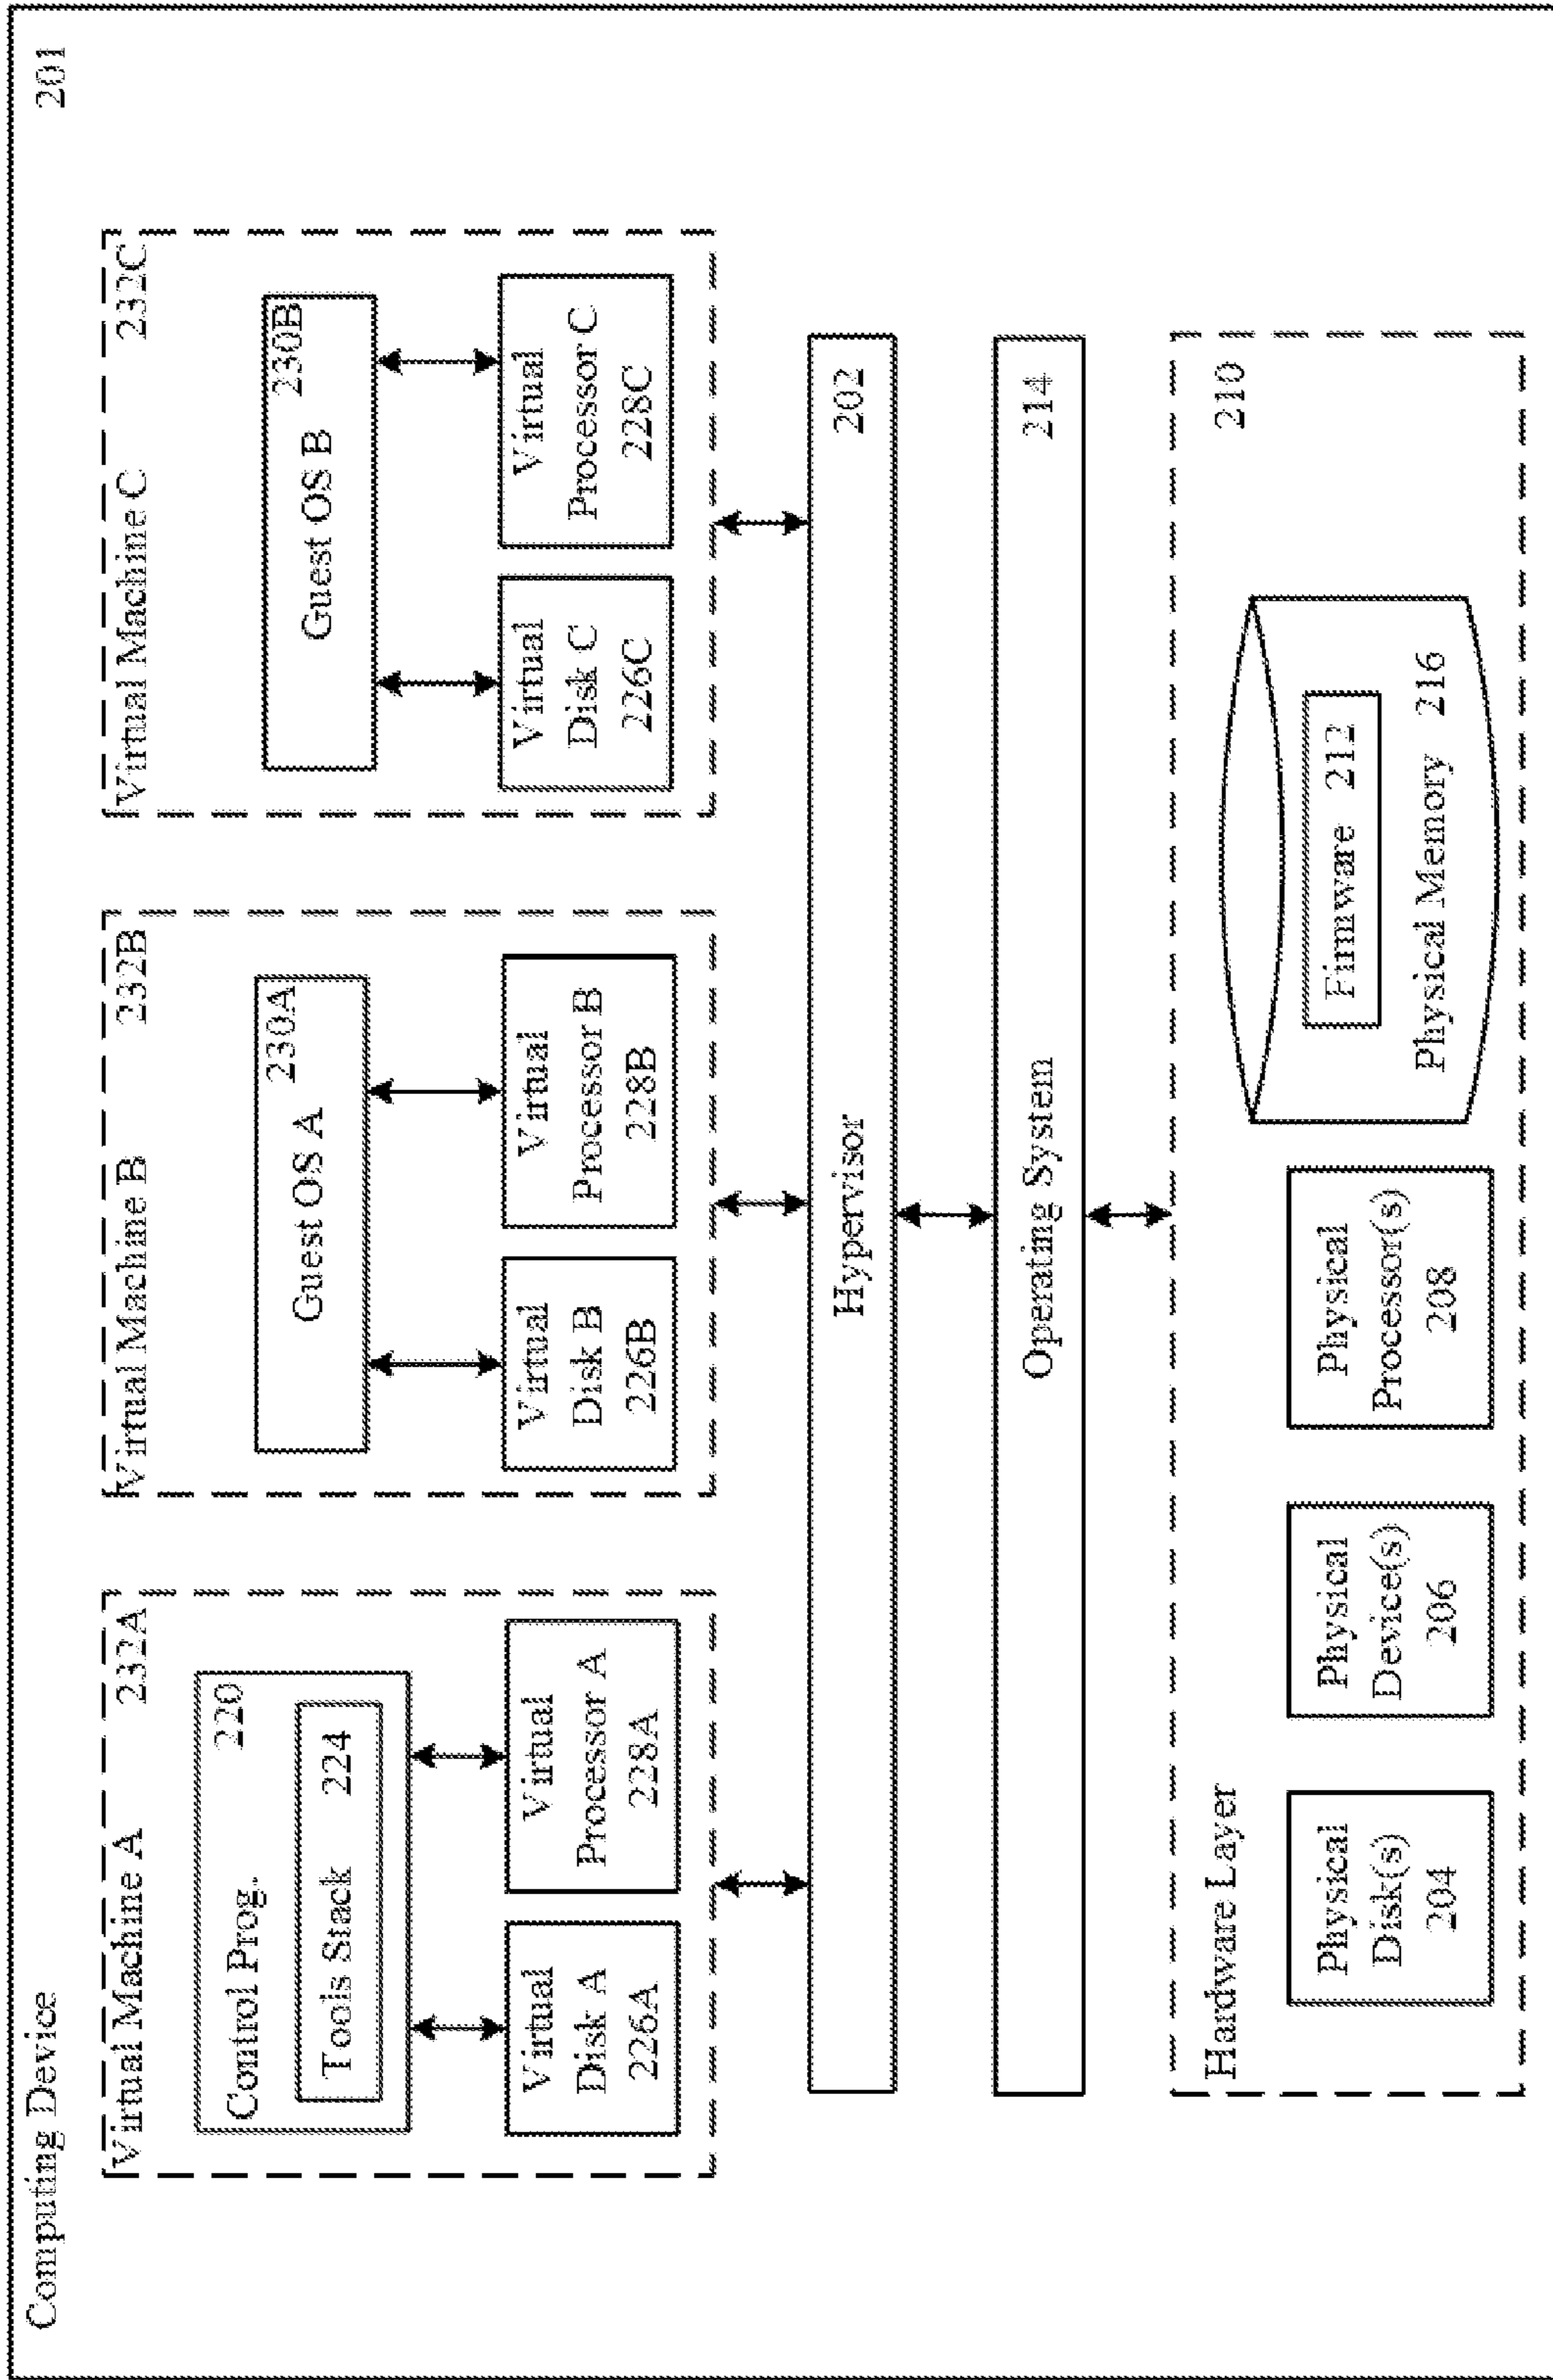 Computing Device
201
Virtual Machine A 232A
Control Prog. 220
Tools Stack 224
Virtual
Disk A
226A
Virtual
Processor A
228A
Virtual Machine B 232B
230A
Guest OS A
Virtual
Disk B
226B
Virtual
Processor B
228B
Virtual Machine C 232C
230B
Guest OS B
Virtual
Disk C
226C
Virtual
Processor C
228C
Hypervisor 202
Operating System 214
Hardware Layer 210
Physical
Disk(s)
204
Physical
Device(s)
206
Physical
Processor(s)
208
Firmware 212
Physical Memory 216